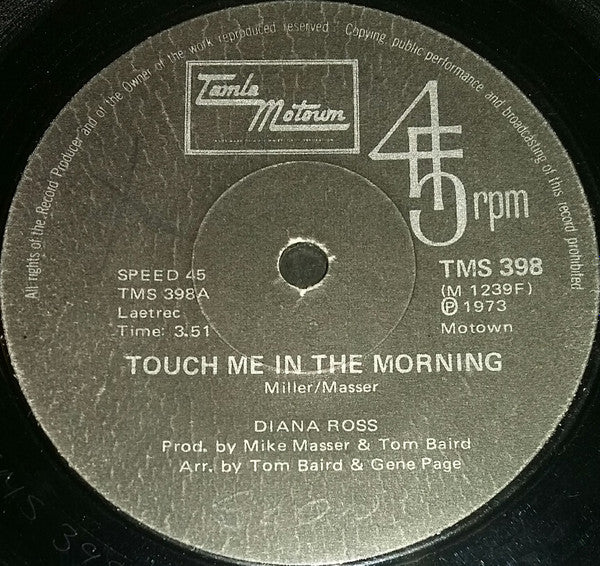 All rights of the Record Producer and of the Owner of the work reproduced reserved Copying, public performance and broadcasting of this record prohibited
Tamla
Motown
45 rpm
SPEED 45
TMS 398A
Laetrec
Time: 3.51
TMS 398
(M 1239F)
Ⓟ 1973
Motown
TOUCH ME IN THE MORNING
Miller/Masser
DIANA ROSS
Prod. by Mike Masser & Tom Baird
Arr. by Tom Baird & Gene Page